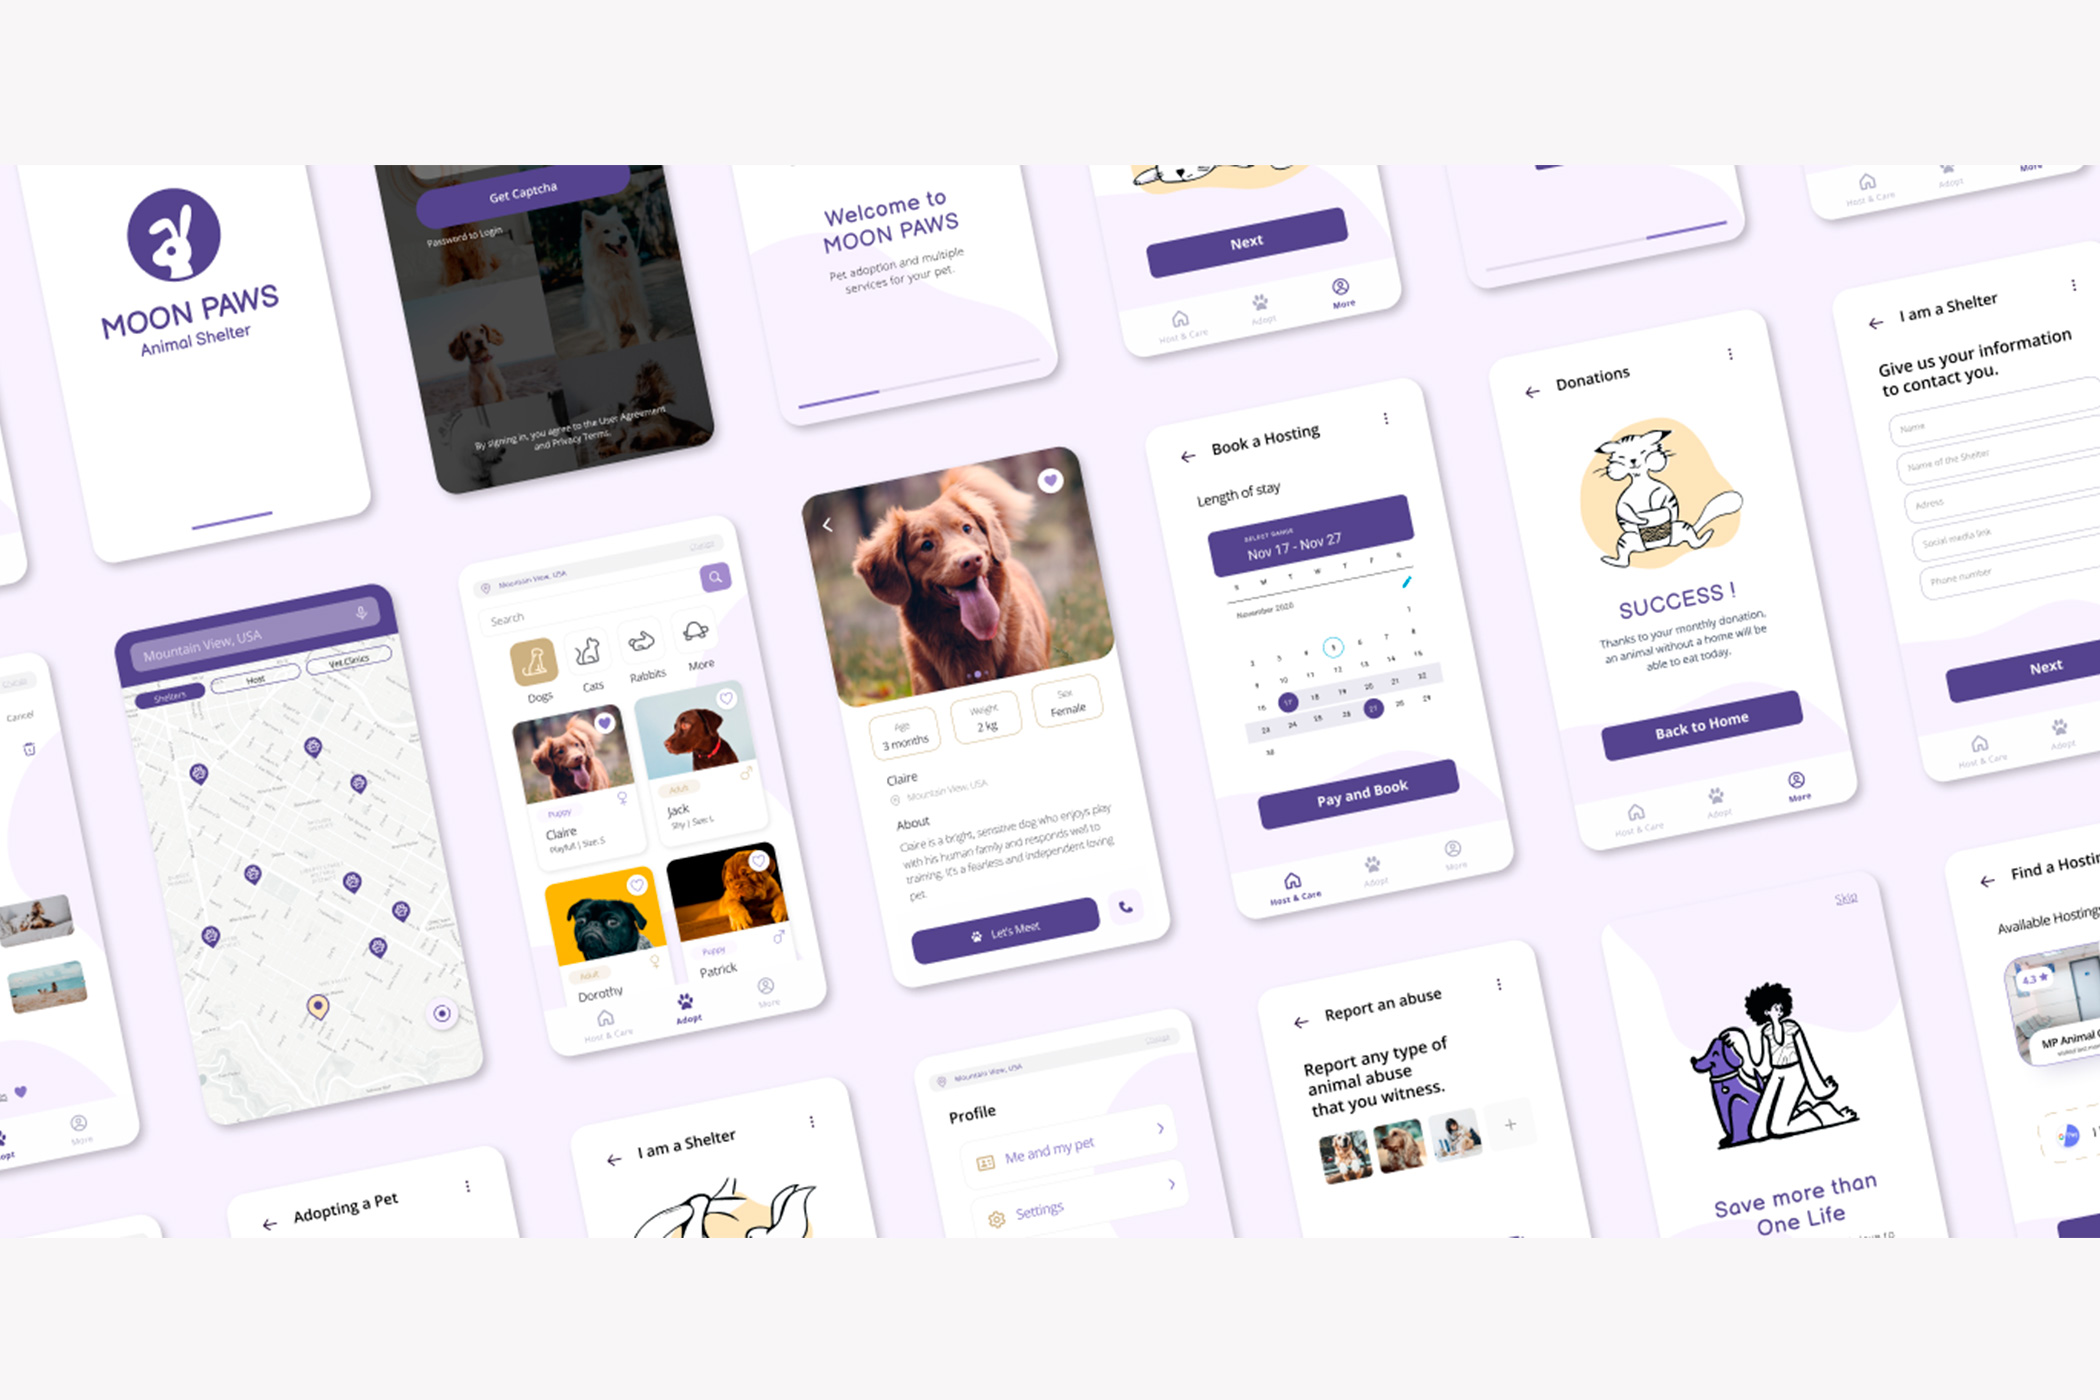 MOON PAWS
Animal Shelter
Get Captcha
Password to Login
By signing in, you agree to the User Agreement
and Privacy Terms.
Welcome to
MOON PAWS
Pet adoption and multiple
services for your pet.
Next
Host & Care
Adopt
More
Host & Care
Adopt
More
Cancel
More
Mountain View, USA
Shelters
Host
Vet Clinics
Mountain View, USA
Search
Dogs
Cats
Rabbits
More
Puppy
Claire
Playfull | Size: S
Adult
Jack
Shy | Size: L
Adult
Dorothy
Puppy
Patrick
Host & Care
Adopt
More
Age
3 months
Weight
2 kg
Sex
Female
Claire
Mountain View, USA
About
Claire is a bright, sensitive dog who enjoys play
with his human family and responds well to
training. It's a fearless and independent loving
pet.
Let's Meet
Book a Hosting
Length of stay
SELECT RANGE
Nov 17 - Nov 27
S M T W T F S
November 2020
1
Pay and Book
Host & Care
Adopt
More
Donations
SUCCESS !
Thanks to your monthly donation,
an animal without a home will be
able to eat today.
Back to Home
Host & Care
Adopt
More
I am a Shelter
Give us your information
to contact you.
Name
Name of the Shelter
Adress
Social media link
Phone number
Next
Host & Care
Adopt
Adopting a Pet
I am a Shelter
Mountain View, USA
Profile
Me and my pet
Settings
Report an abuse
Report any type of
animal abuse
that you witness.
Skip
Save more than
One Life
Find a Hostin
Available Hostings
4.3
MP Animal